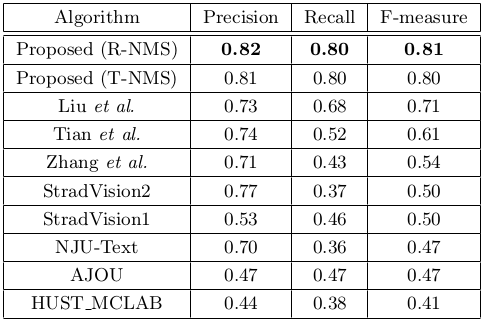 Algorithm Precision Recall F-measure
Proposed (R-NMS) 0.82 0.80 0.81
Proposed (T-NMS) 0.81 0.80 0.80
Liu et al. 0.73 0.68 0.71
Tian et al. 0.74 0.52 0.61
Zhang et al. 0.71 0.43 0.54
StradVision2 0.77 0.37 0.50
StradVision1 0.53 0.46 0.50
NJU-Text 0.70 0.36 0.47
AJOU 0.47 0.47 0.47
HUST_MCLAB 0.44 0.38 0.41